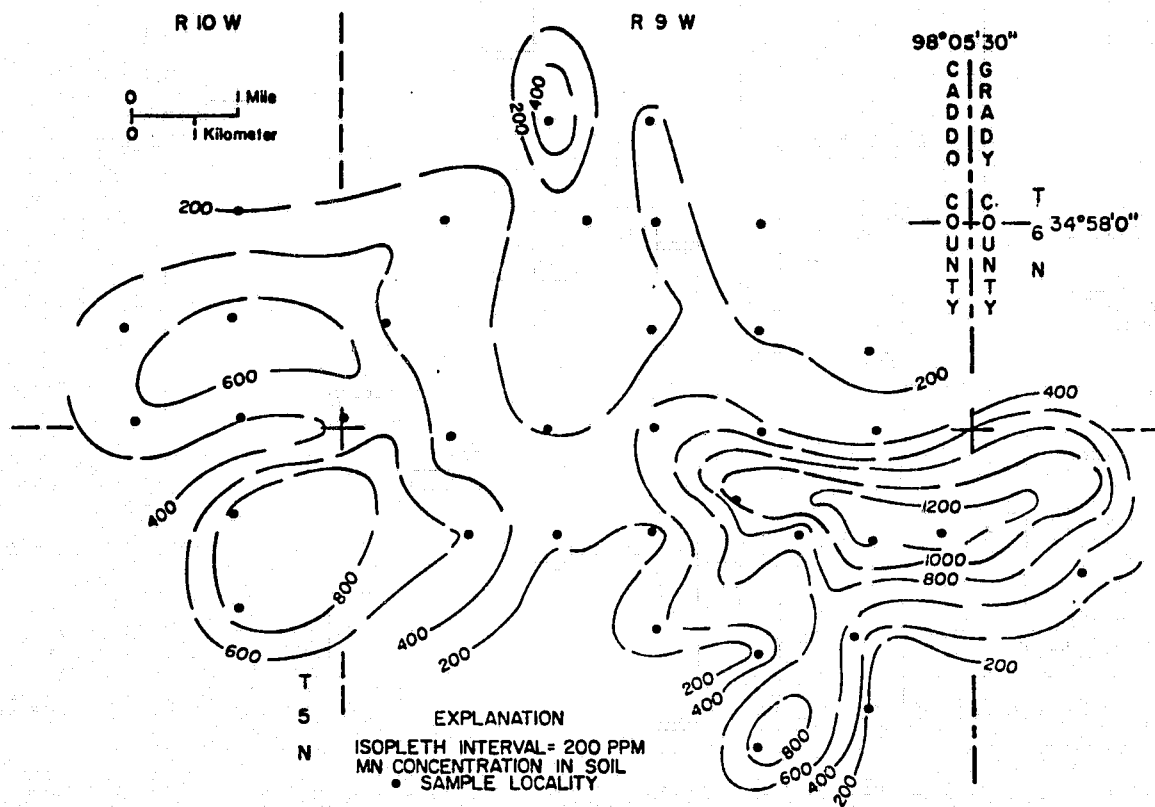 R 10 W
R 9 W
98°05'30"
CADDO COUNTY
GRADY COUNTY
0 1 Mile
0 1 Kilometer
T 6 N
34°58'0"
400
200
200
600
200
400
400
1200
1000
800
800
600
400
200
200
400
200
800
600
400
200
T 5 N
EXPLANATION
ISOPLETH INTERVAL= 200 PPM
MN CONCENTRATION IN SOIL
• SAMPLE LOCALITY